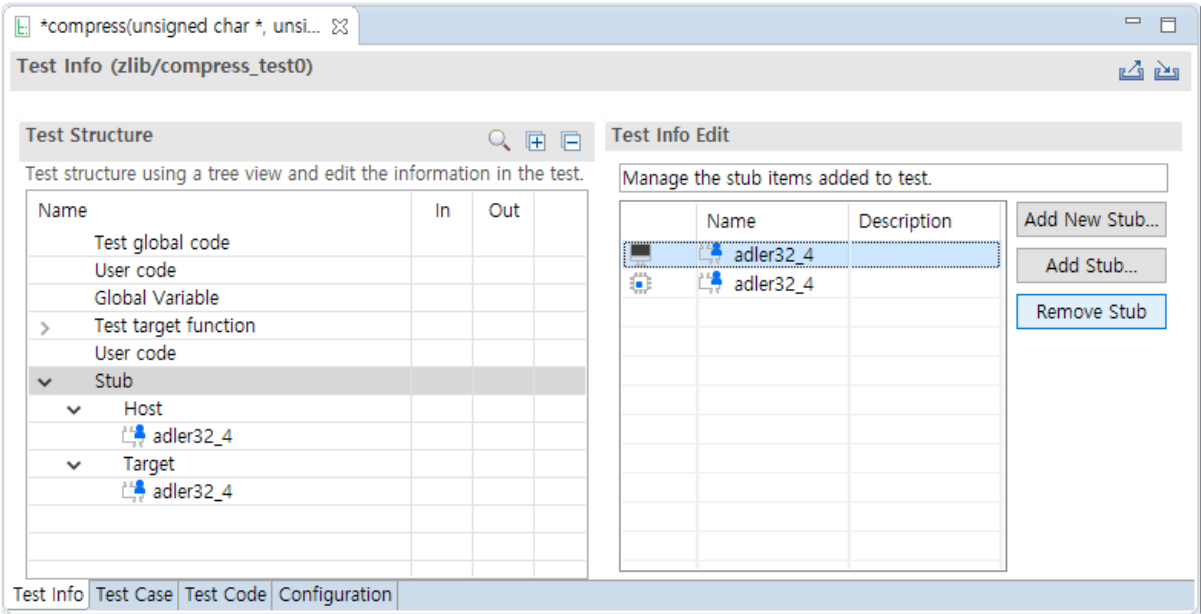 *compress(unsigned char *, unsi...
Test Info (zlib/compress_test0)
Test Structure
Test structure using a tree view and edit the information in the test.
Name In Out
Test global code
User code
Global Variable
Test target function
User code
Stub
Host
adler32_4
Target
adler32_4
Test Info Edit
Manage the stub items added to test.
Name Description
adler32_4
adler32_4
Add New Stub...
Add Stub...
Remove Stub
Test Info Test Case Test Code Configuration